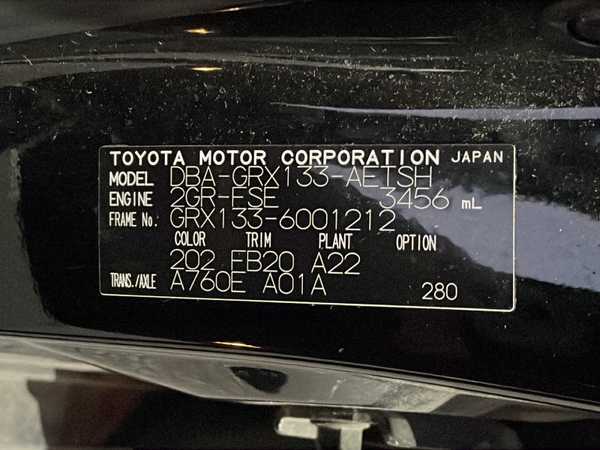 TOYOTA MOTOR CORPORATION JAPAN
MODEL DBA-GRX133-AETSH
ENGINE 2GR-FSE 3456 mL
FRAME No. GRX133-6001212
COLOR TRIM PLANT OPTION
202 FB20 A22
TRANS./AXLE A760E A01A 280